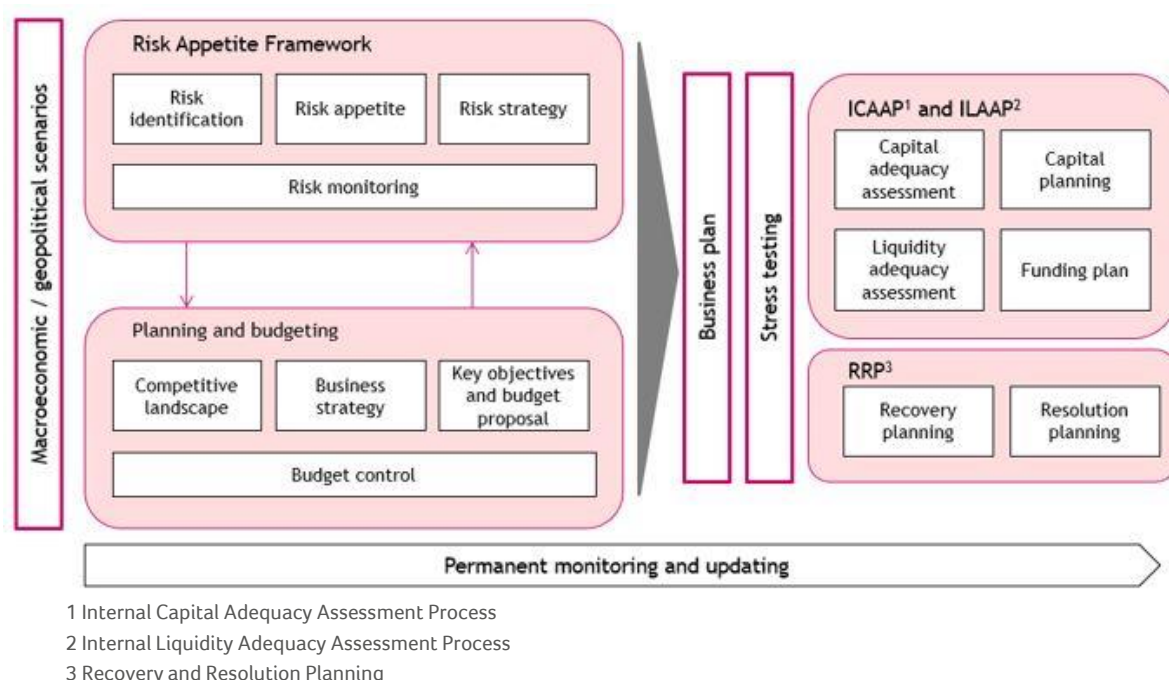 Macroeconomic / geopolitical scenarios
Risk Appetite Framework
Risk
identification
Risk appetite
Risk strategy
Risk monitoring
Planning and budgeting
Competitive
landscape
Business
strategy
Key objectives
and budget
proposal
Budget control
Business plan
Stress testing
ICAAP¹ and ILAAP²
Capital
adequacy
assessment
Capital
planning
Liquidity
adequacy
assessment
Funding plan
RRP³
Recovery
planning
Resolution
planning
Permanent monitoring and updating
1 Internal Capital Adequacy Assessment Process
2 Internal Liquidity Adequacy Assessment Process
3 Recovery and Resolution Planning